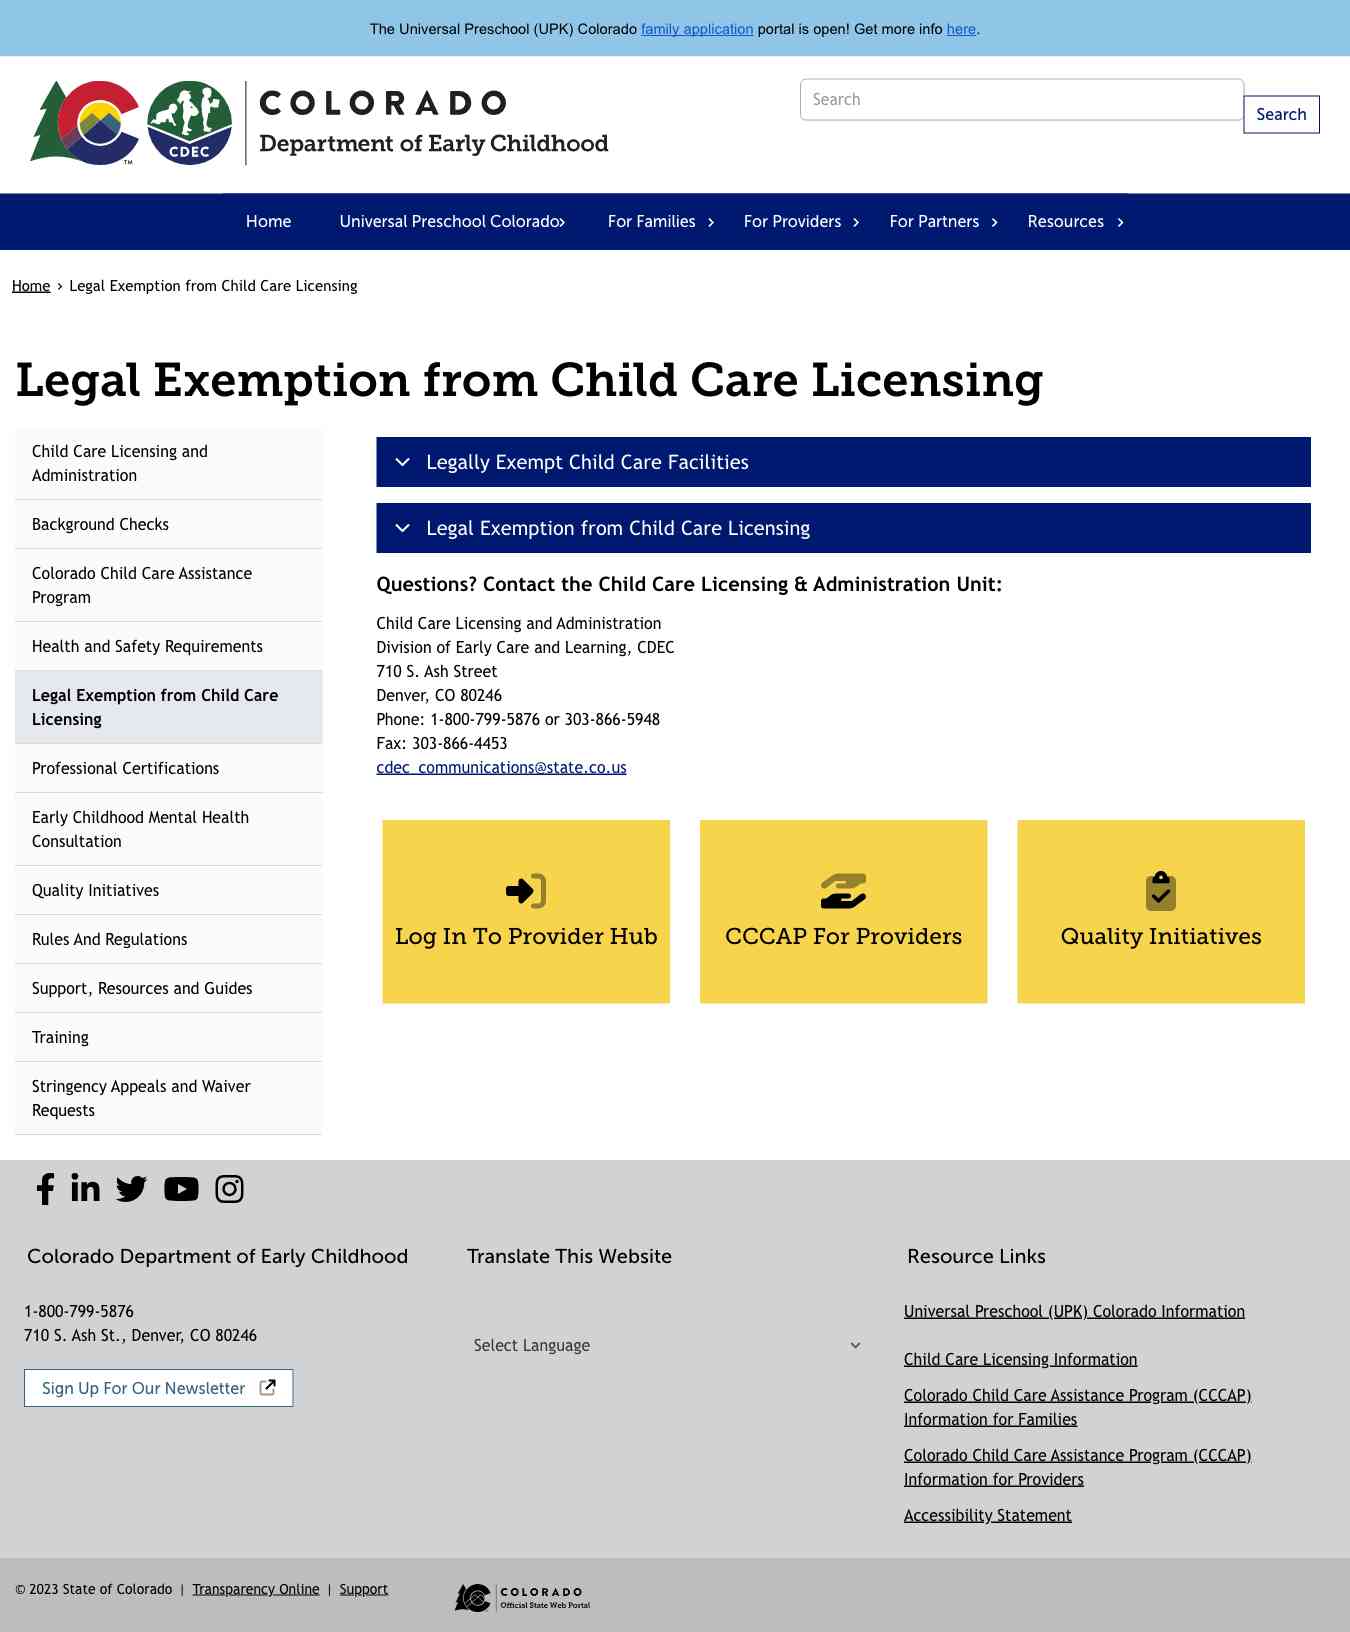 The Universal Preschool (UPK) Colorado family application portal is open! Get more info here.
CDEC
TM
COLORADO
Department of Early Childhood
Search
Search
Home
Universal Preschool Colorado
For Families
For Providers
For Partners
Resources
Home › Legal Exemption from Child Care Licensing
Legal Exemption from Child Care Licensing
Child Care Licensing and
Administration
Background Checks
Colorado Child Care Assistance
Program
Health and Safety Requirements
Legal Exemption from Child Care
Licensing
Professional Certifications
Early Childhood Mental Health
Consultation
Quality Initiatives
Rules And Regulations
Support, Resources and Guides
Training
Stringency Appeals and Waiver
Requests
Legally Exempt Child Care Facilities
Legal Exemption from Child Care Licensing
Questions? Contact the Child Care Licensing & Administration Unit:
Child Care Licensing and Administration
Division of Early Care and Learning, CDEC
710 S. Ash Street
Denver, CO 80246
Phone: 1-800-799-5876 or 303-866-5948
Fax: 303-866-4453
cdec_communications@state.co.us
Log In To Provider Hub
CCCAP For Providers
Quality Initiatives
Colorado Department of Early Childhood
1-800-799-5876
710 S. Ash St., Denver, CO 80246
Sign Up For Our Newsletter
Translate This Website
Select Language
Resource Links
Universal Preschool (UPK) Colorado Information
Child Care Licensing Information
Colorado Child Care Assistance Program (CCCAP)
Information for Families
Colorado Child Care Assistance Program (CCCAP)
Information for Providers
Accessibility Statement
© 2023 State of Colorado | Transparency Online | Support
COLORADO
Official State Web Portal